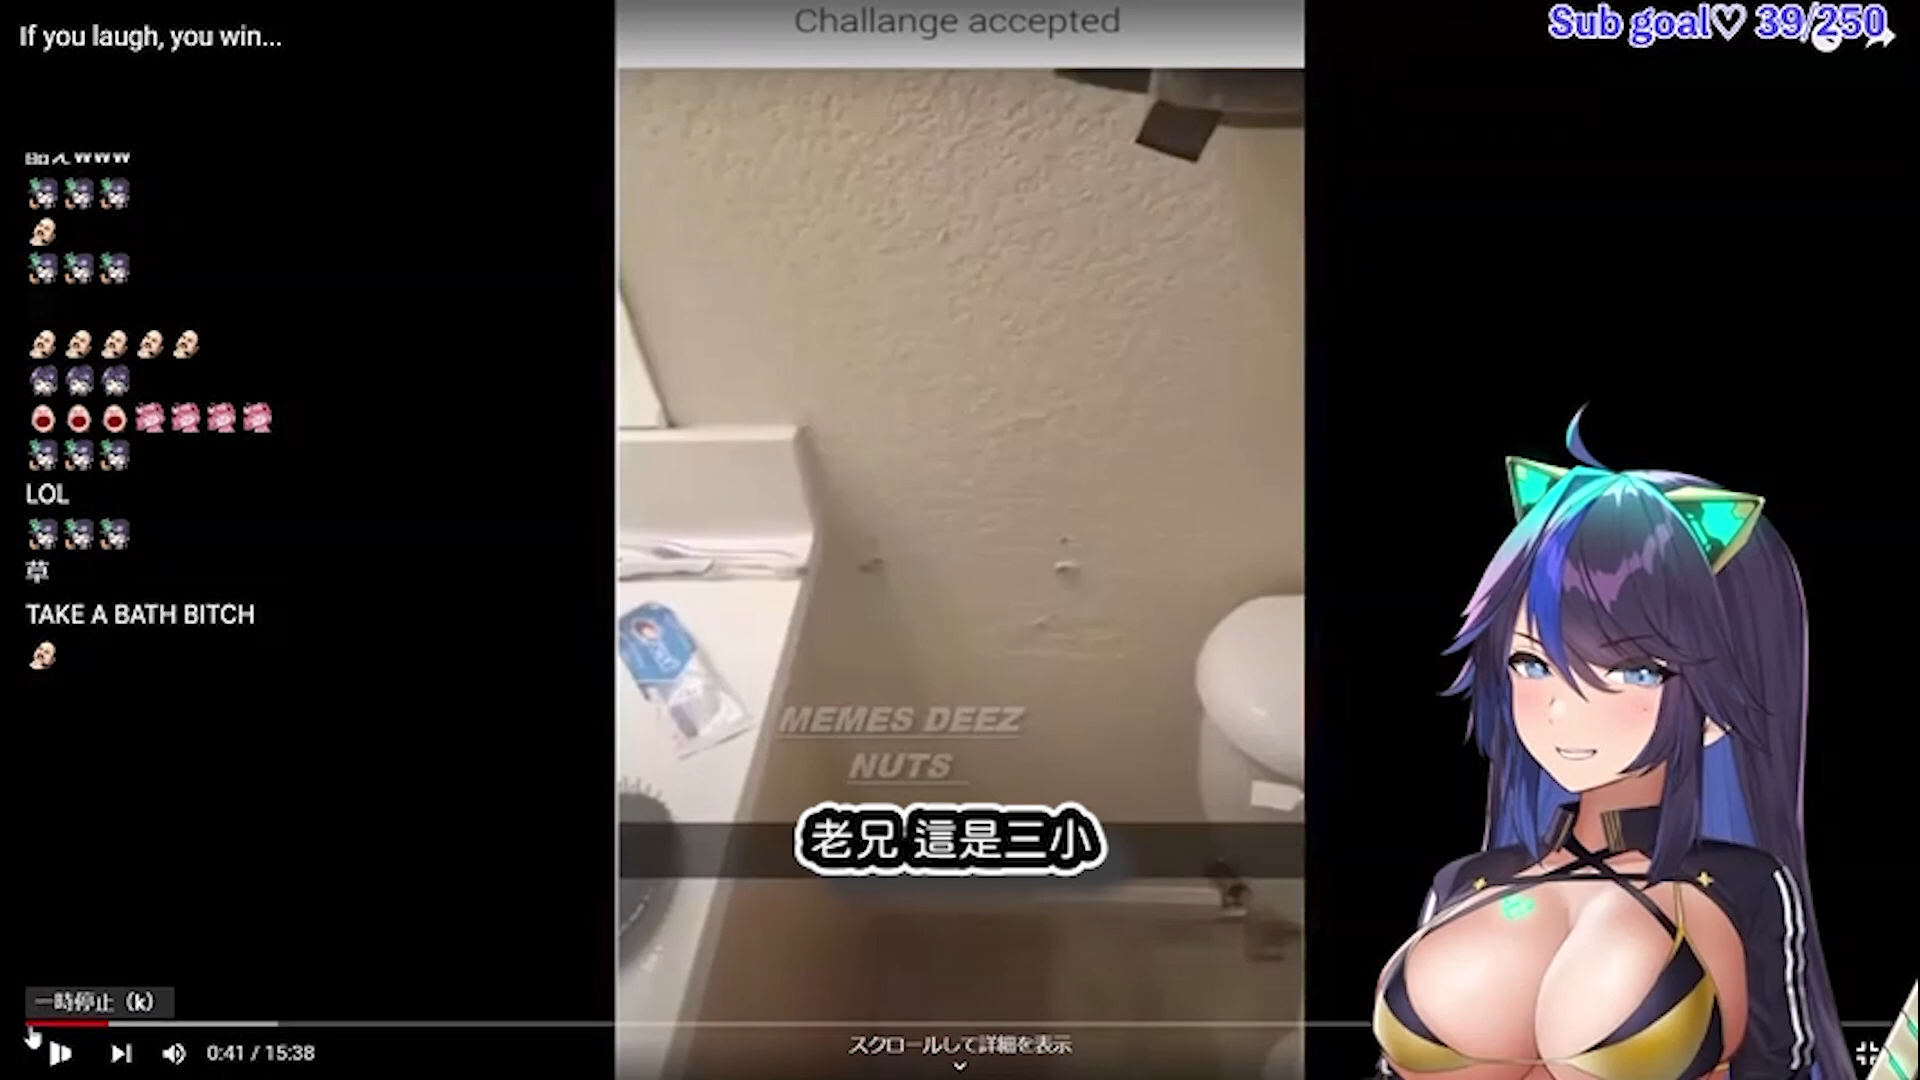 Challange accepted
If you laugh, you win...
Sub goal♡ 39/250
LOL
草
TAKE A BATH BITCH
MEMES DEEZ
NUTS
老兄 這是三小
一時停止 (k)
0:41 / 15:38
スクロールして詳細を表示